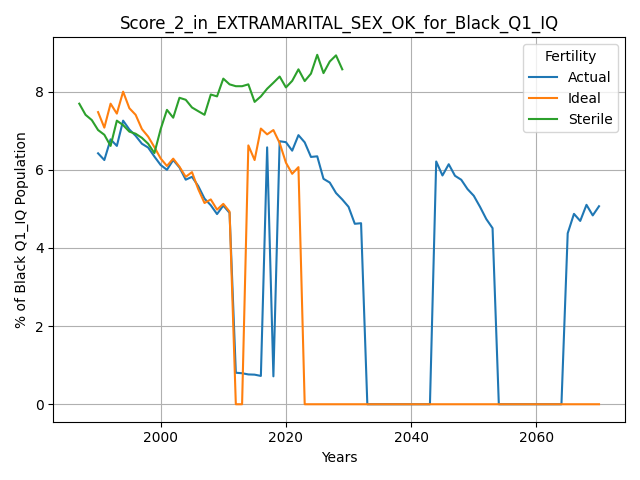 Score_2_in_EXTRAMARITAL_SEX_OK_for_Black_Q1_IQ
Fertility
Actual
Ideal
Sterile
% of Black Q1_IQ Population
8
6
4
2
0
2000 2020 2040 2060
Years